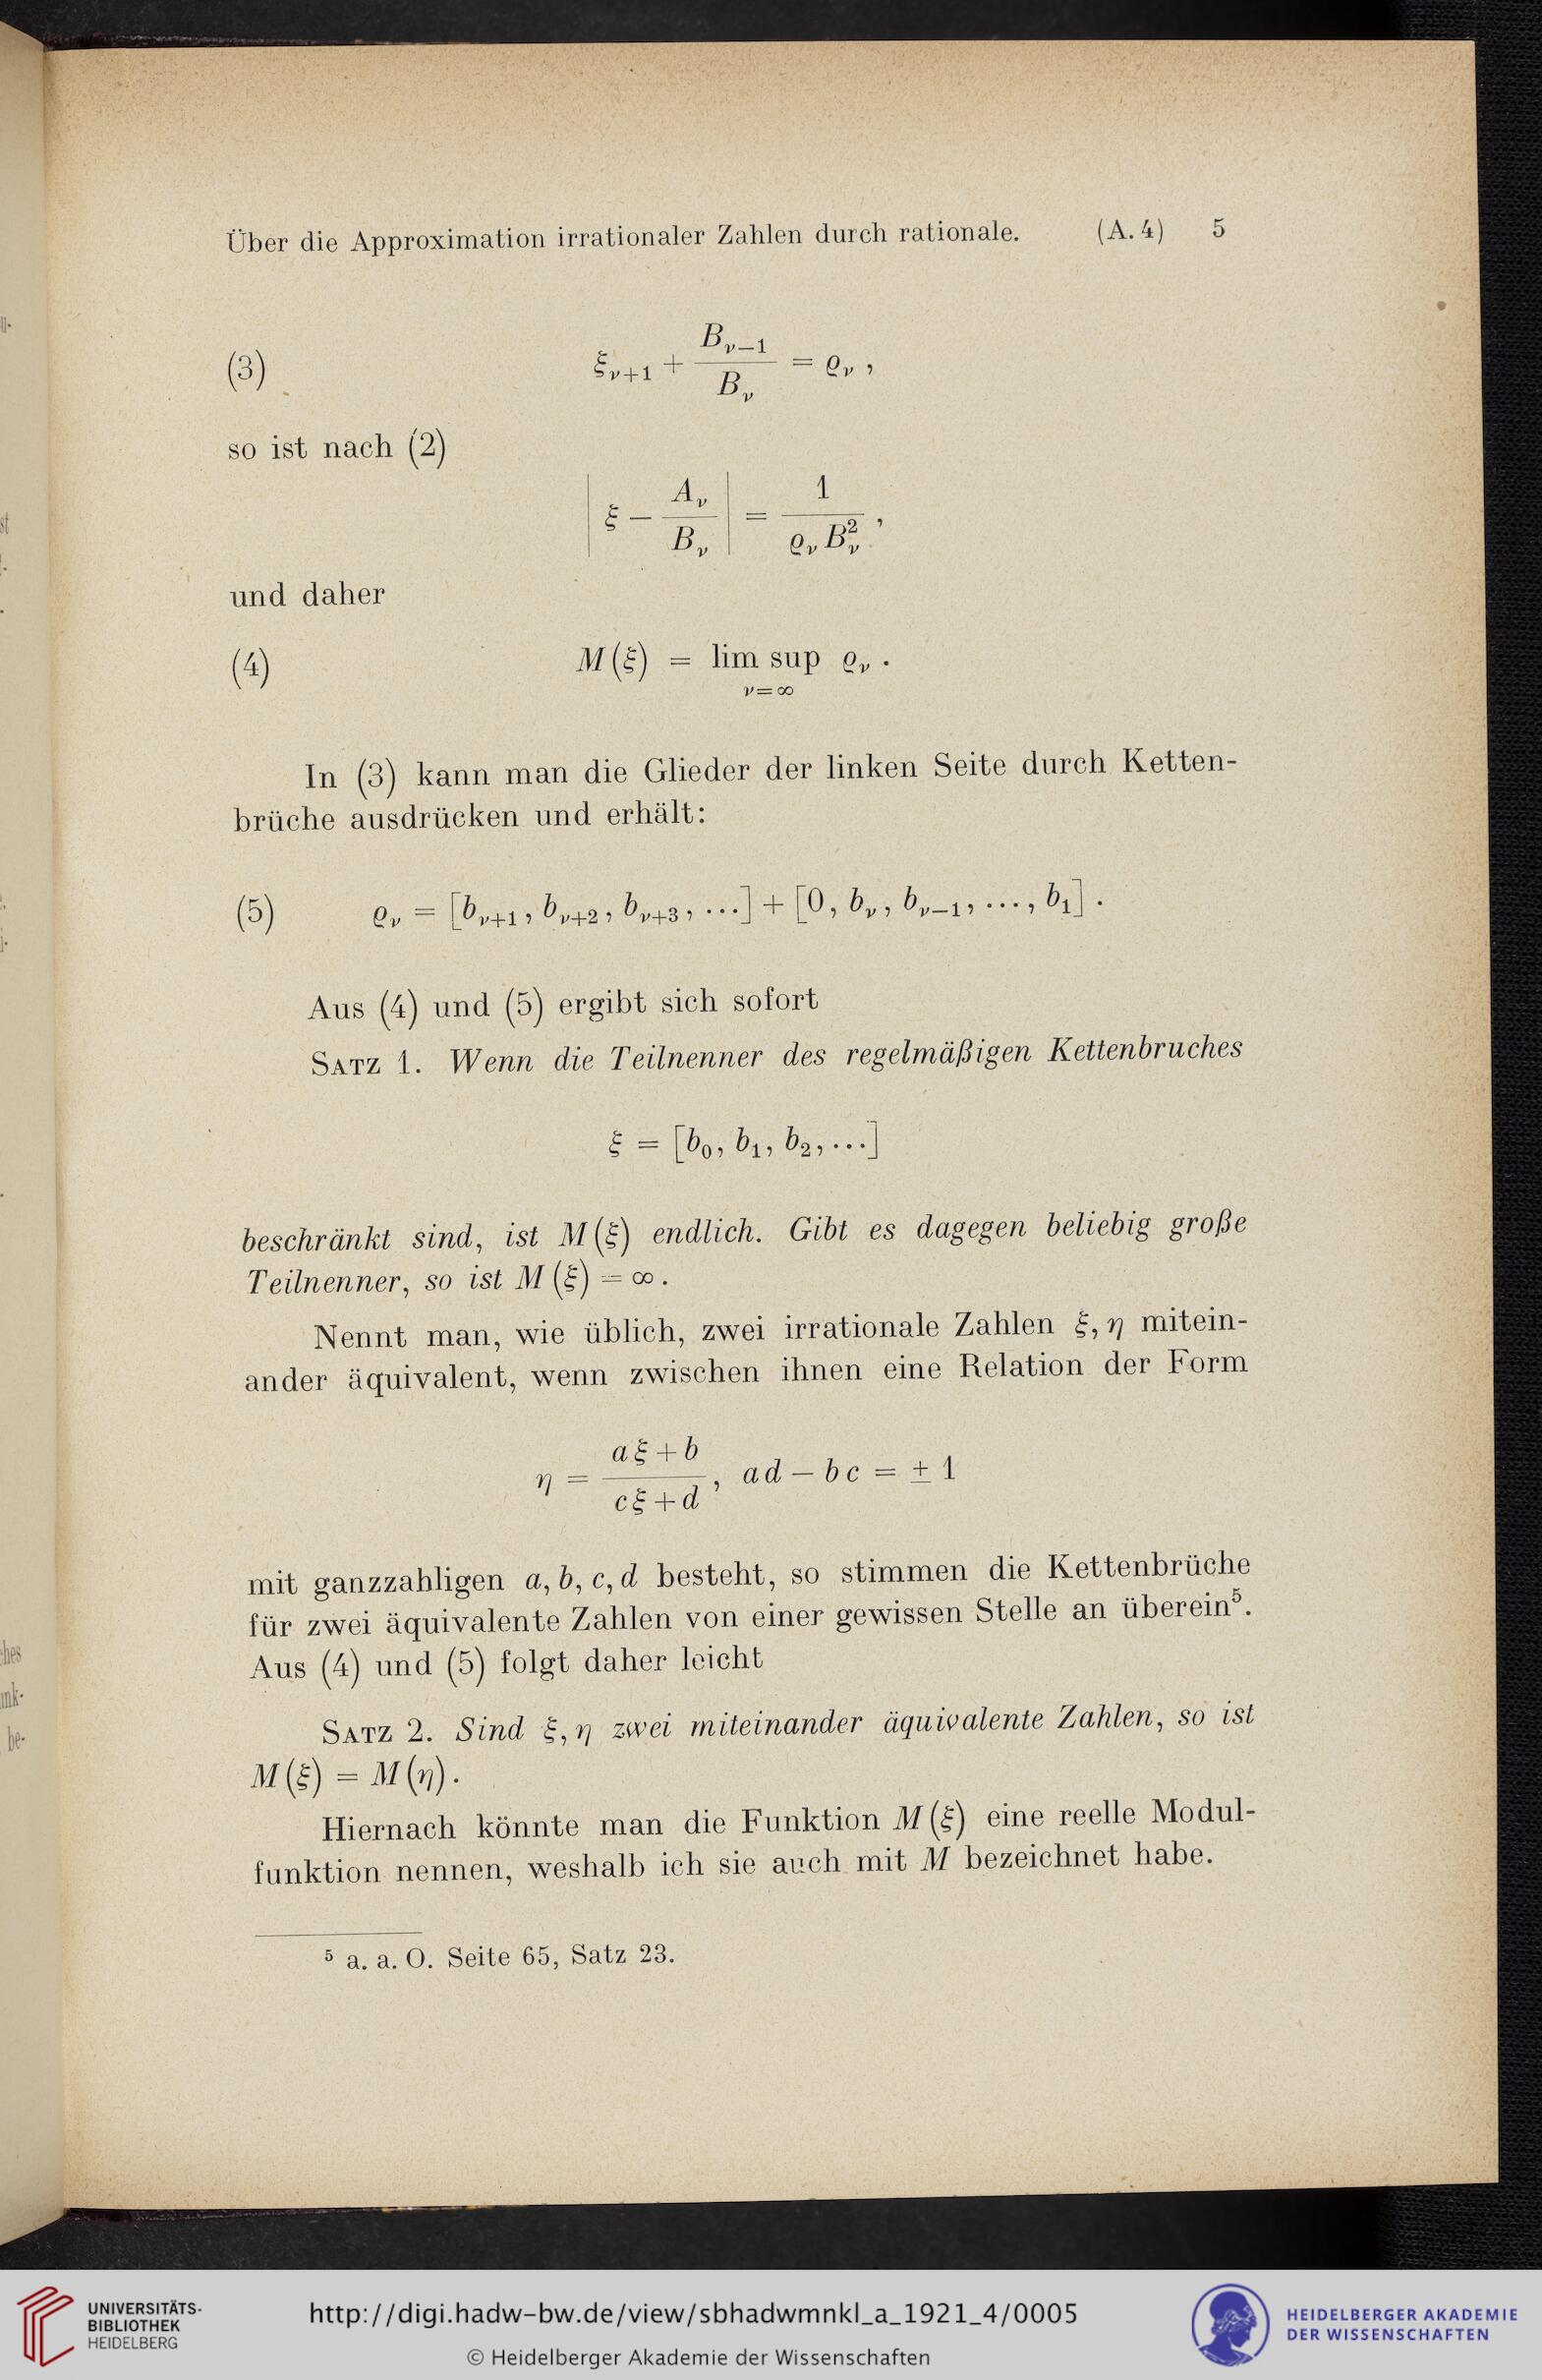 Über die Approximation irrationaler Zahlen durch rationale. (A. 4) 5
(3) ξ_{ν+1} + B_{ν−1}/B_ν = ϱ_ν ,
so ist nach (2)
| ξ − A_ν/B_ν | = 1/(ϱ_ν B_ν^2) ,
und daher
(4) M(ξ) = lim sup ϱ_ν .
ν=∞
In (3) kann man die Glieder der linken Seite durch Ketten-
brüche ausdrücken und erhält:
(5) ϱ_ν = [b_{ν+1}, b_{ν+2}, b_{ν+3}, ...] + [0, b_ν, b_{ν−1}, ..., b_1] .
Aus (4) und (5) ergibt sich sofort
SATZ 1. Wenn die Teilnenner des regelmäßigen Kettenbruches
ξ = [b_0, b_1, b_2, ...]
beschränkt sind, ist M(ξ) endlich. Gibt es dagegen beliebig große
Teilnenner, so ist M(ξ) = ∞ .
Nennt man, wie üblich, zwei irrationale Zahlen ξ, η mitein-
ander äquivalent, wenn zwischen ihnen eine Relation der Form
η = (aξ + b)/(cξ + d) , ad − bc = ± 1
mit ganzzahligen a, b, c, d besteht, so stimmen die Kettenbrüche
für zwei äquivalente Zahlen von einer gewissen Stelle an überein⁵.
Aus (4) und (5) folgt daher leicht
SATZ 2. Sind ξ, η zwei miteinander äquivalente Zahlen, so ist
M(ξ) = M(η) .
Hiernach könnte man die Funktion M(ξ) eine reelle Modul-
funktion nennen, weshalb ich sie auch mit M bezeichnet habe.
⁵ a. a. O. Seite 65, Satz 23.
UNIVERSITÄTS-
BIBLIOTHEK
HEIDELBERG
http://digi.hadw-bw.de/view/sbhadwmnkl_a_1921_4/0005
© Heidelberger Akademie der Wissenschaften
HEIDELBERGER AKADEMIE
DER WISSENSCHAFTEN